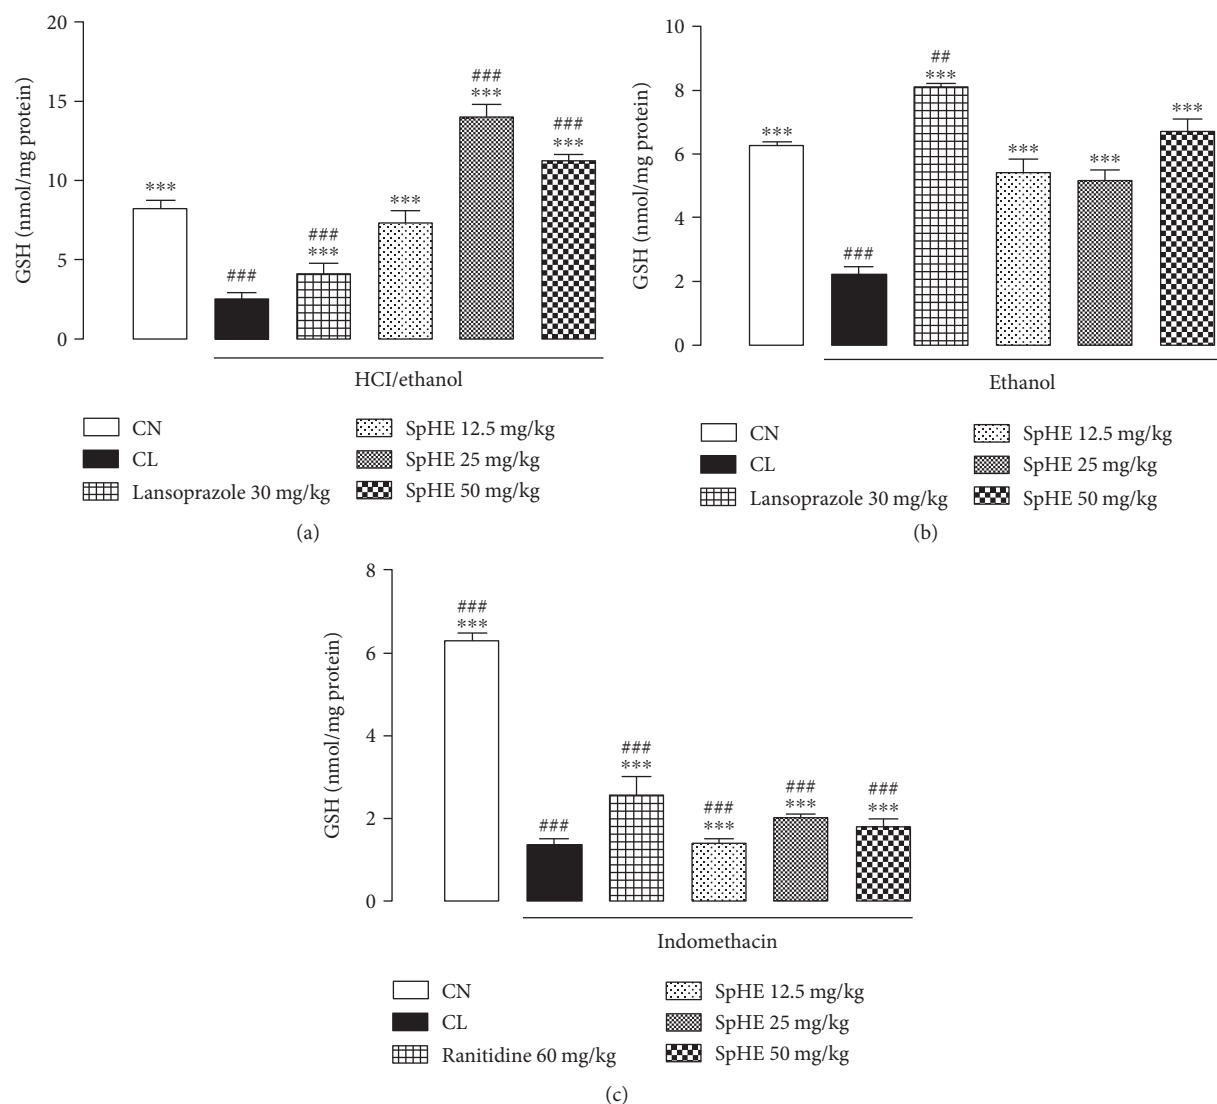 20
15
10
5
0
GSH (nmol/mg protein)
***
###
###
***
***
###
***
###
***
HCI/ethanol
CN
CL
Lansoprazole 30 mg/kg
SpHE 12.5 mg/kg
SpHE 25 mg/kg
SpHE 50 mg/kg
(a)
10
8
6
4
2
0
GSH (nmol/mg protein)
***
###
##
***
***
***
***
Ethanol
CN
CL
Lansoprazole 30 mg/kg
SpHE 12.5 mg/kg
SpHE 25 mg/kg
SpHE 50 mg/kg
(b)
8
6
4
2
0
GSH (nmol/mg protein)
###
***
###
###
***
###
***
###
***
###
***
Indomethacin
CN
CL
Ranitidine 60 mg/kg
SpHE 12.5 mg/kg
SpHE 25 mg/kg
SpHE 50 mg/kg
(c)